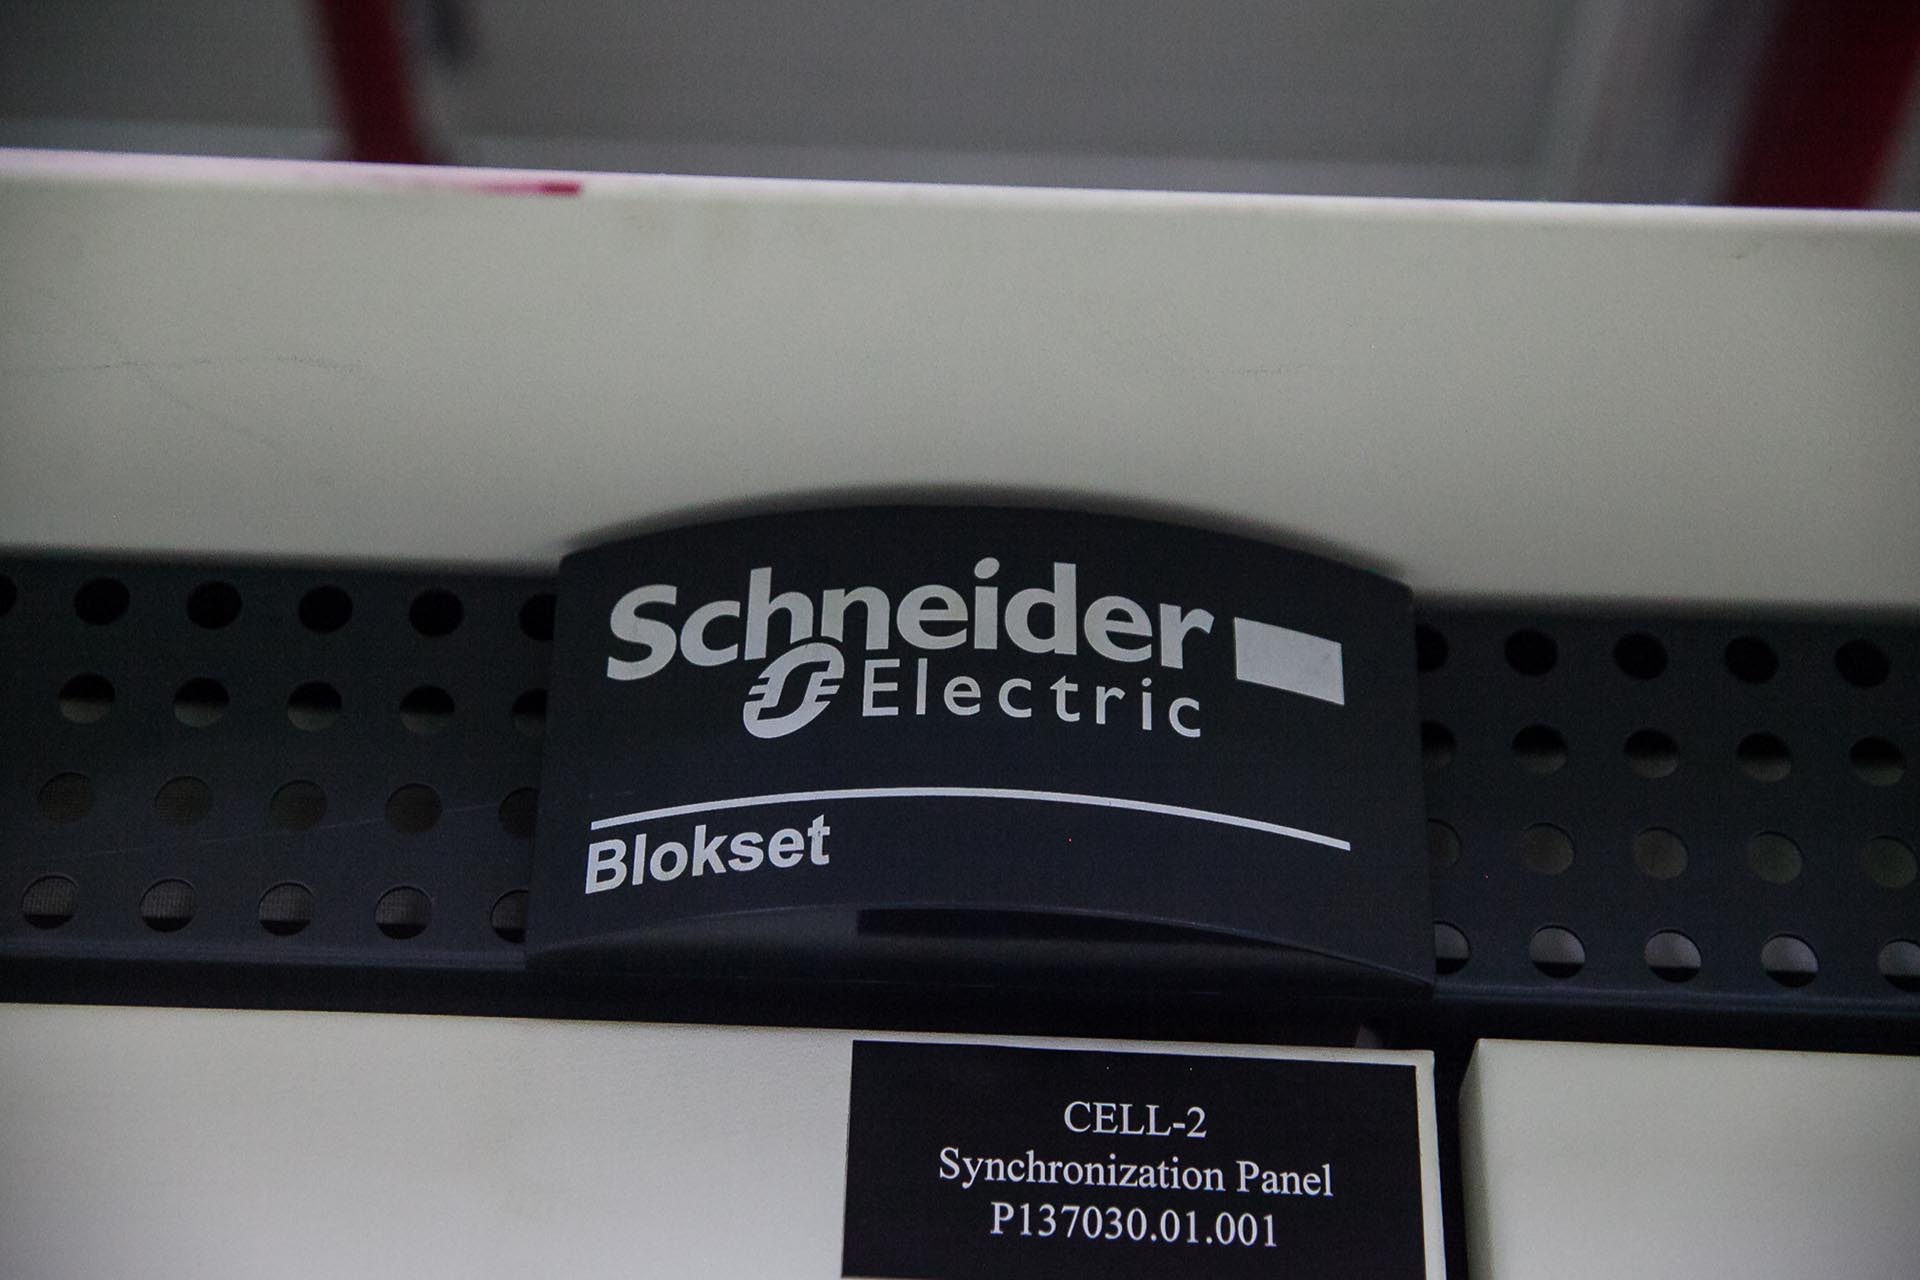 Schneider
Electric
Blokset
CELL-2
Synchronization Panel
P137030.01.001